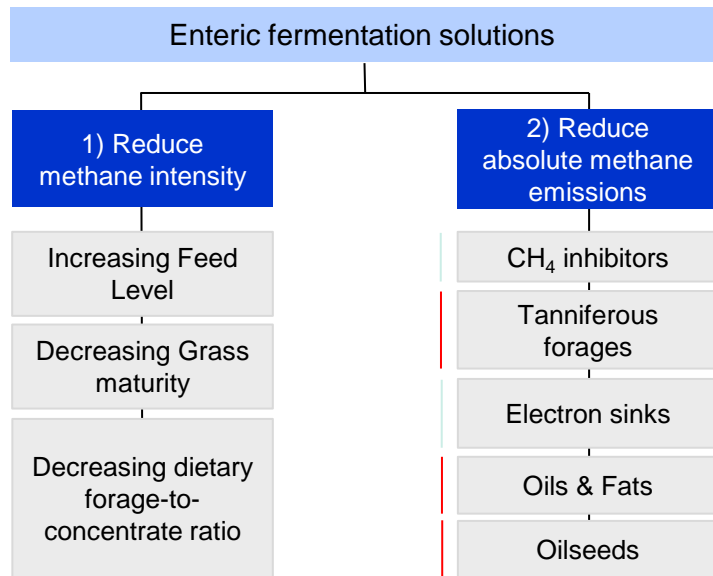 Enteric fermentation solutions
1) Reduce
methane intensity
Increasing Feed
Level
Decreasing Grass
maturity
Decreasing dietary
forage-to-
concentrate ratio
2) Reduce
absolute methane
emissions
CH₄ inhibitors
Tanniferous
forages
Electron sinks
Oils & Fats
Oilseeds